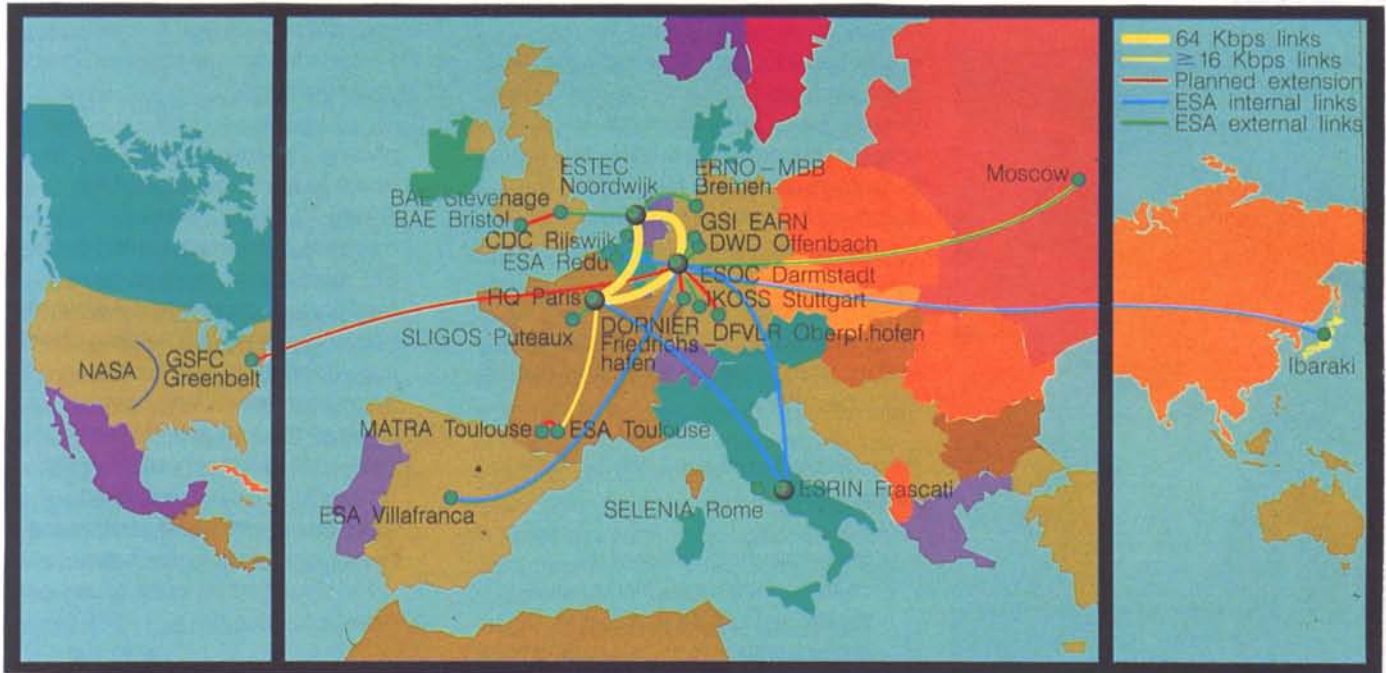 64 Kbps links
≥16 Kbps links
Planned extension
ESA internal links
ESA external links
ESTEC
Noordwijk
ERNO-MBB
Bremen
Moscow
BAE Stevenage
BAE Bristol
GSI EARN
CDC Rijswijk
DWD Offenbach
ESA Redu
ESOC Darmstadt
HQ Paris
IKOSS Stuttgart
SLIGOS Puteaux
DORNIER
Friedrichs_
hafen
DFVLR Oberpf.hofen
NASA
GSFC
Greenbelt
Ibaraki
MATRA Toulouse
ESA Toulouse
ESA Villafranca
SELENIA Rome
ESRIN Frascati